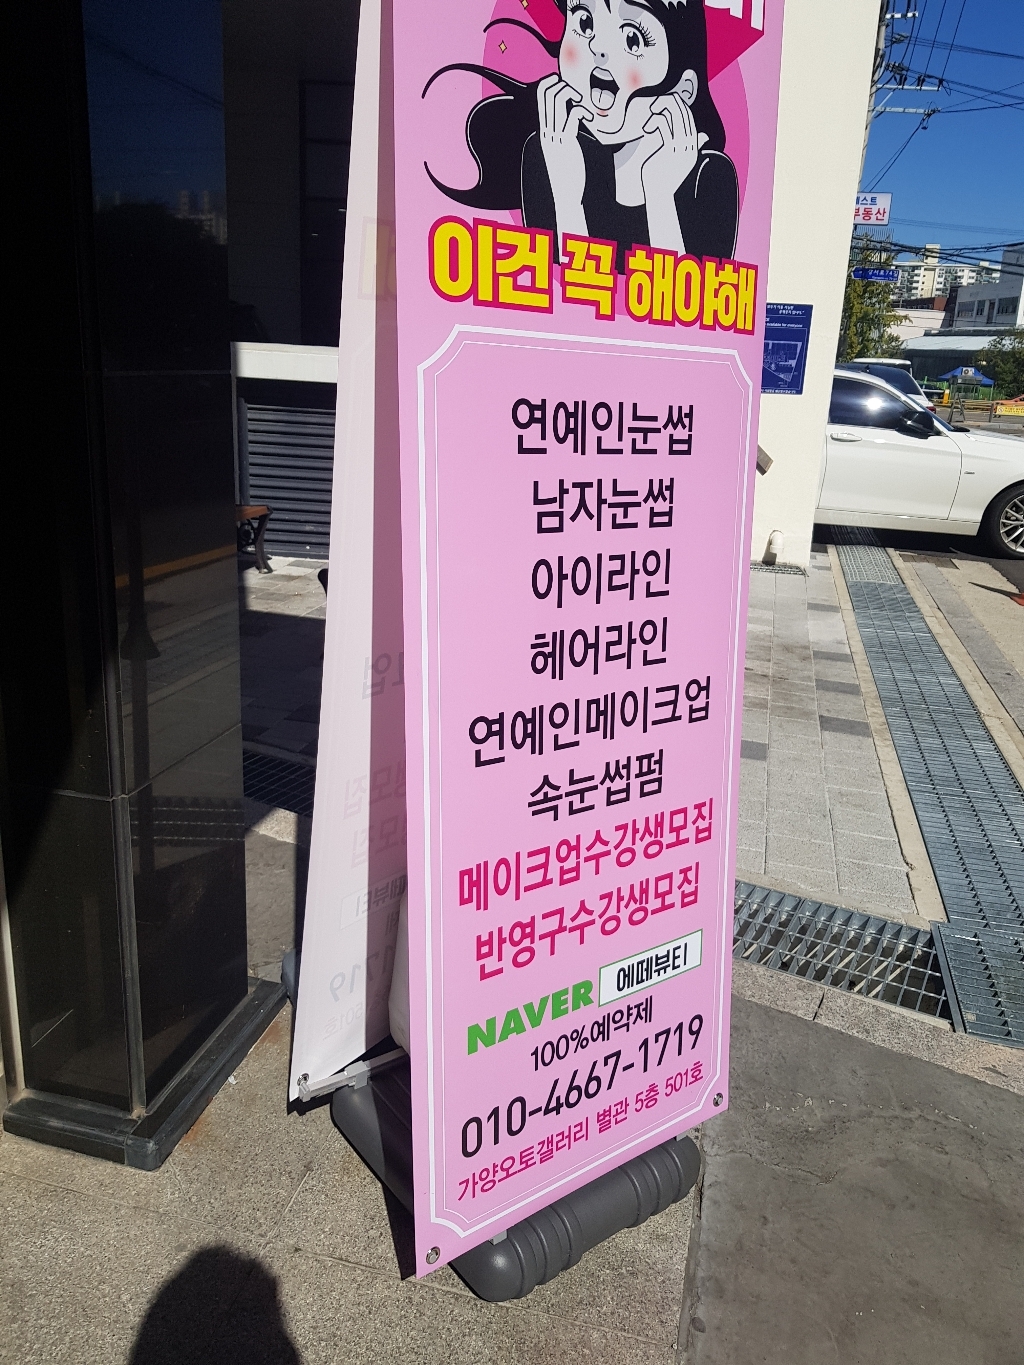 이건 꼭 해야해
연예인눈썹
남자눈썹
아이라인
헤어라인
연예인메이크업
속눈썹펌
메이크업수강생모집
반영구수강생모집
NAVER 에떼뷰티
100%예약제
010-4667-1719
가양오토갤러리 별관 5층 501호
부동산